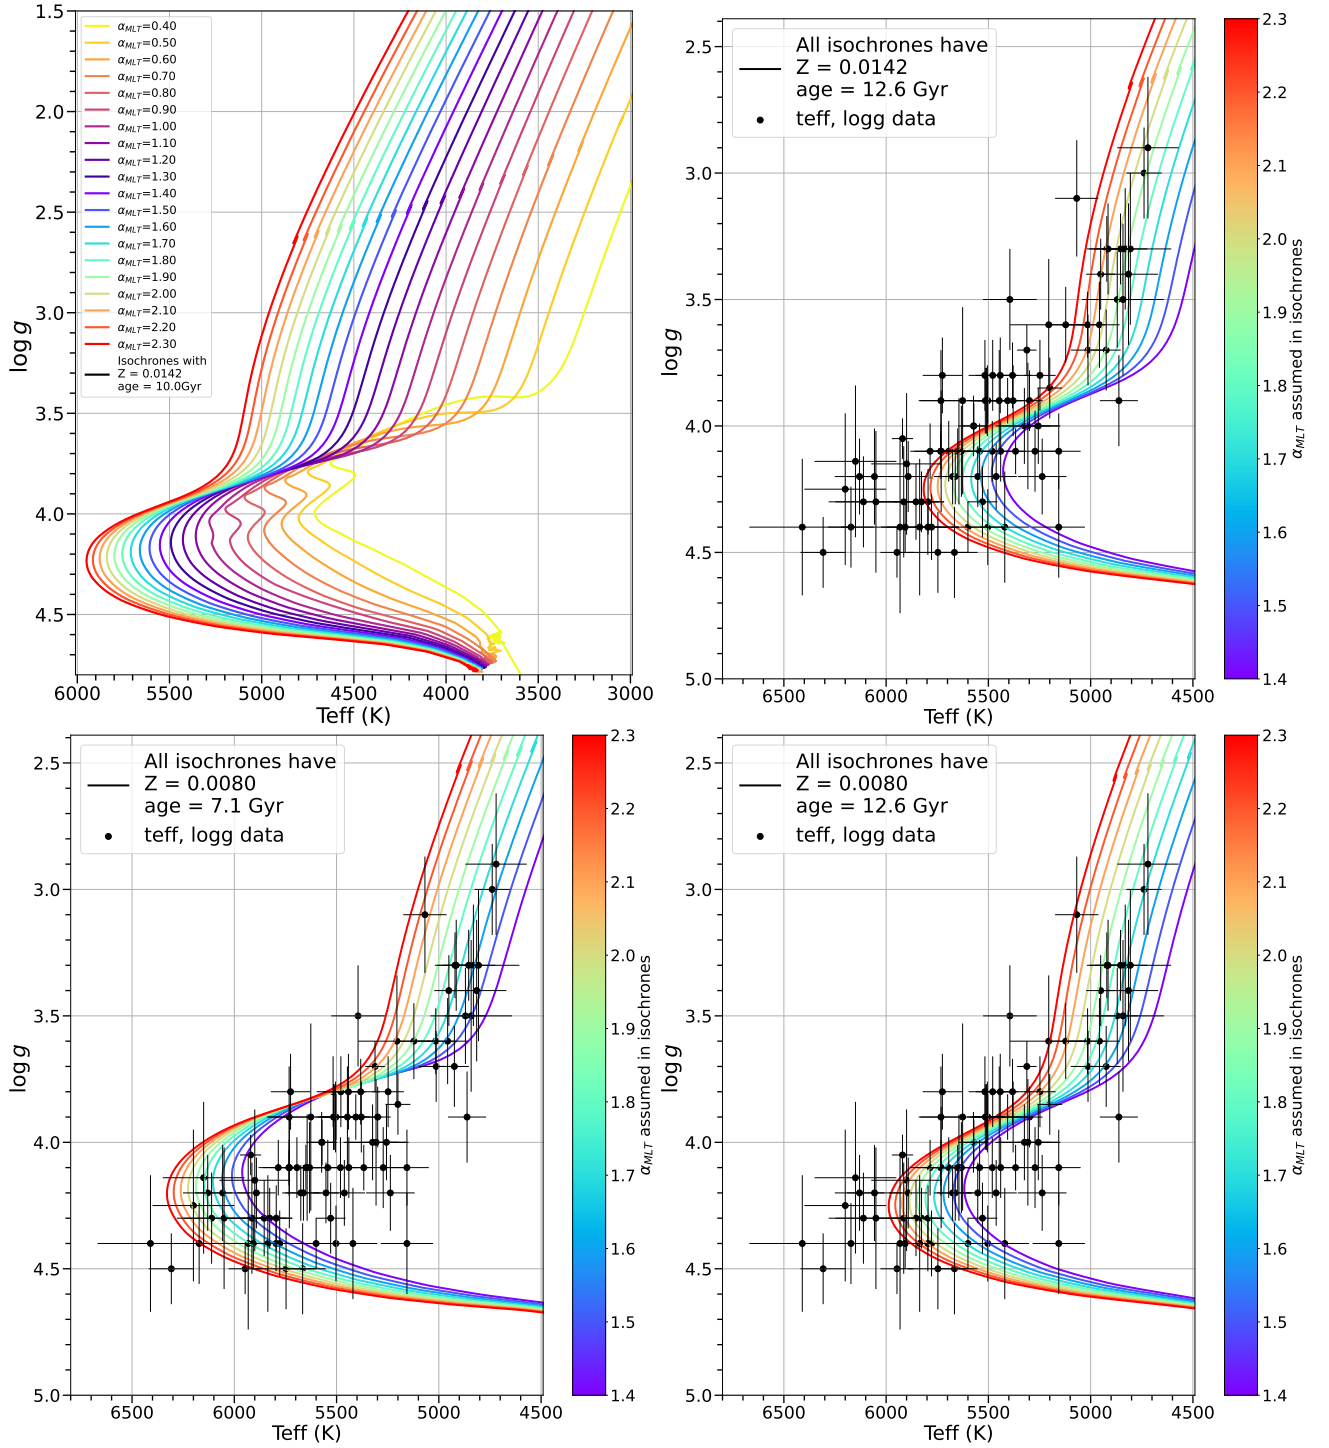 1.5
2.0
2.5
3.0
3.5
4.0
4.5
log g
α_MLT=0.40
α_MLT=0.50
α_MLT=0.60
α_MLT=0.70
α_MLT=0.80
α_MLT=0.90
α_MLT=1.00
α_MLT=1.10
α_MLT=1.20
α_MLT=1.30
α_MLT=1.40
α_MLT=1.50
α_MLT=1.60
α_MLT=1.70
α_MLT=1.80
α_MLT=1.90
α_MLT=2.00
α_MLT=2.10
α_MLT=2.20
α_MLT=2.30
Isochrones with
Z = 0.0142
age = 10.0Gyr
6000 5500 5000 4500 4000 3500 3000
Teff (K)
2.5
3.0
3.5
4.0
4.5
5.0
log g
All isochrones have
Z = 0.0142
age = 12.6 Gyr
teff, logg data
6500 6000 5500 5000 4500
Teff (K)
2.3
2.2
2.1
2.0
1.9
1.8
1.7
1.6
1.5
1.4
α_MLT assumed in isochrones
2.5
3.0
3.5
4.0
4.5
5.0
log g
All isochrones have
Z = 0.0080
age = 7.1 Gyr
teff, logg data
6500 6000 5500 5000 4500
Teff (K)
2.3
2.2
2.1
2.0
1.9
1.8
1.7
1.6
1.5
1.4
α_MLT assumed in isochrones
2.5
3.0
3.5
4.0
4.5
5.0
log g
All isochrones have
Z = 0.0080
age = 12.6 Gyr
teff, logg data
6500 6000 5500 5000 4500
Teff (K)
2.3
2.2
2.1
2.0
1.9
1.8
1.7
1.6
1.5
1.4
α_MLT assumed in isochrones